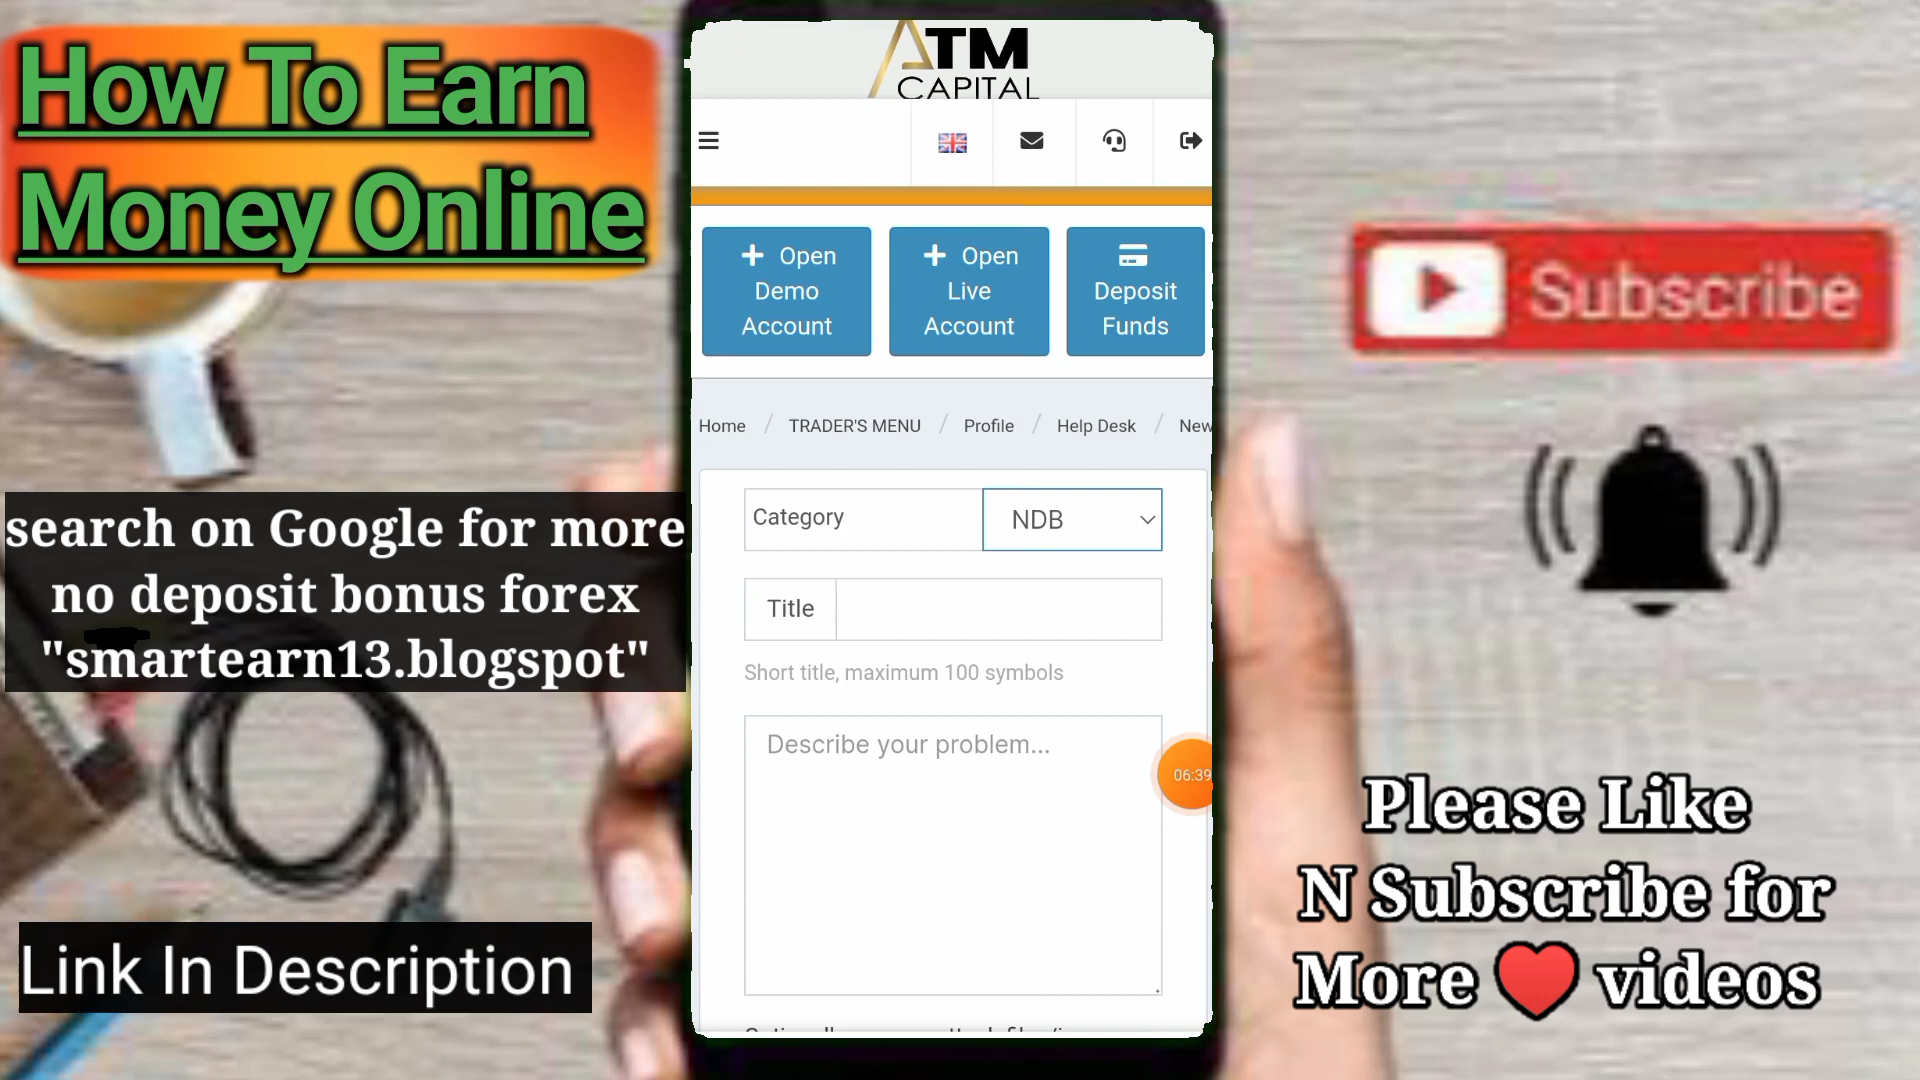 How To Earn
Money Online
search on Google for more
no deposit bonus forex
"smartearn13.blogspot"
Link In Description
ATM
CAPITAL
Open
Demo
Account
Open
Live
Account
Deposit
Funds
Home / TRADER'S MENU / Profile / Help Desk / New
Category
NDB
Title
Short title, maximum 100 symbols
Describe your problem...
06:39
Subscribe
Please Like
N Subscribe for
More ❤ videos